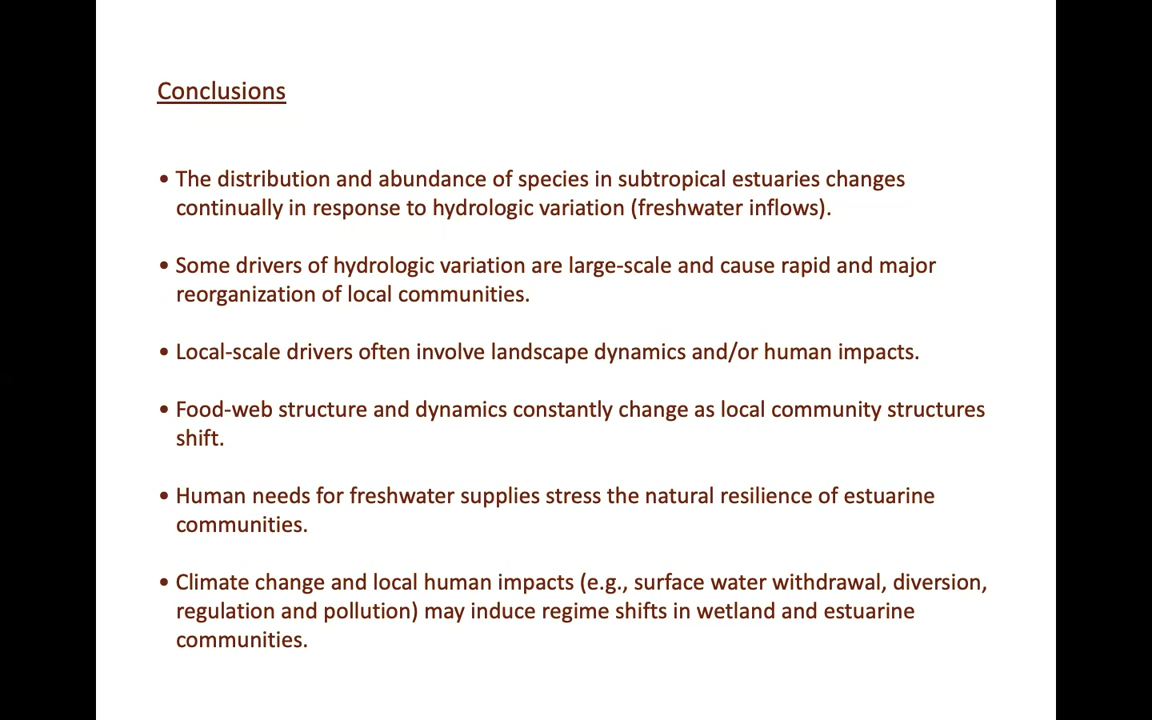 Conclusions
• The distribution and abundance of species in subtropical estuaries changes
continually in response to hydrologic variation (freshwater inflows).
• Some drivers of hydrologic variation are large-scale and cause rapid and major
reorganization of local communities.
• Local-scale drivers often involve landscape dynamics and/or human impacts.
• Food-web structure and dynamics constantly change as local community structures
shift.
• Human needs for freshwater supplies stress the natural resilience of estuarine
communities.
• Climate change and local human impacts (e.g., surface water withdrawal, diversion,
regulation and pollution) may induce regime shifts in wetland and estuarine
communities.